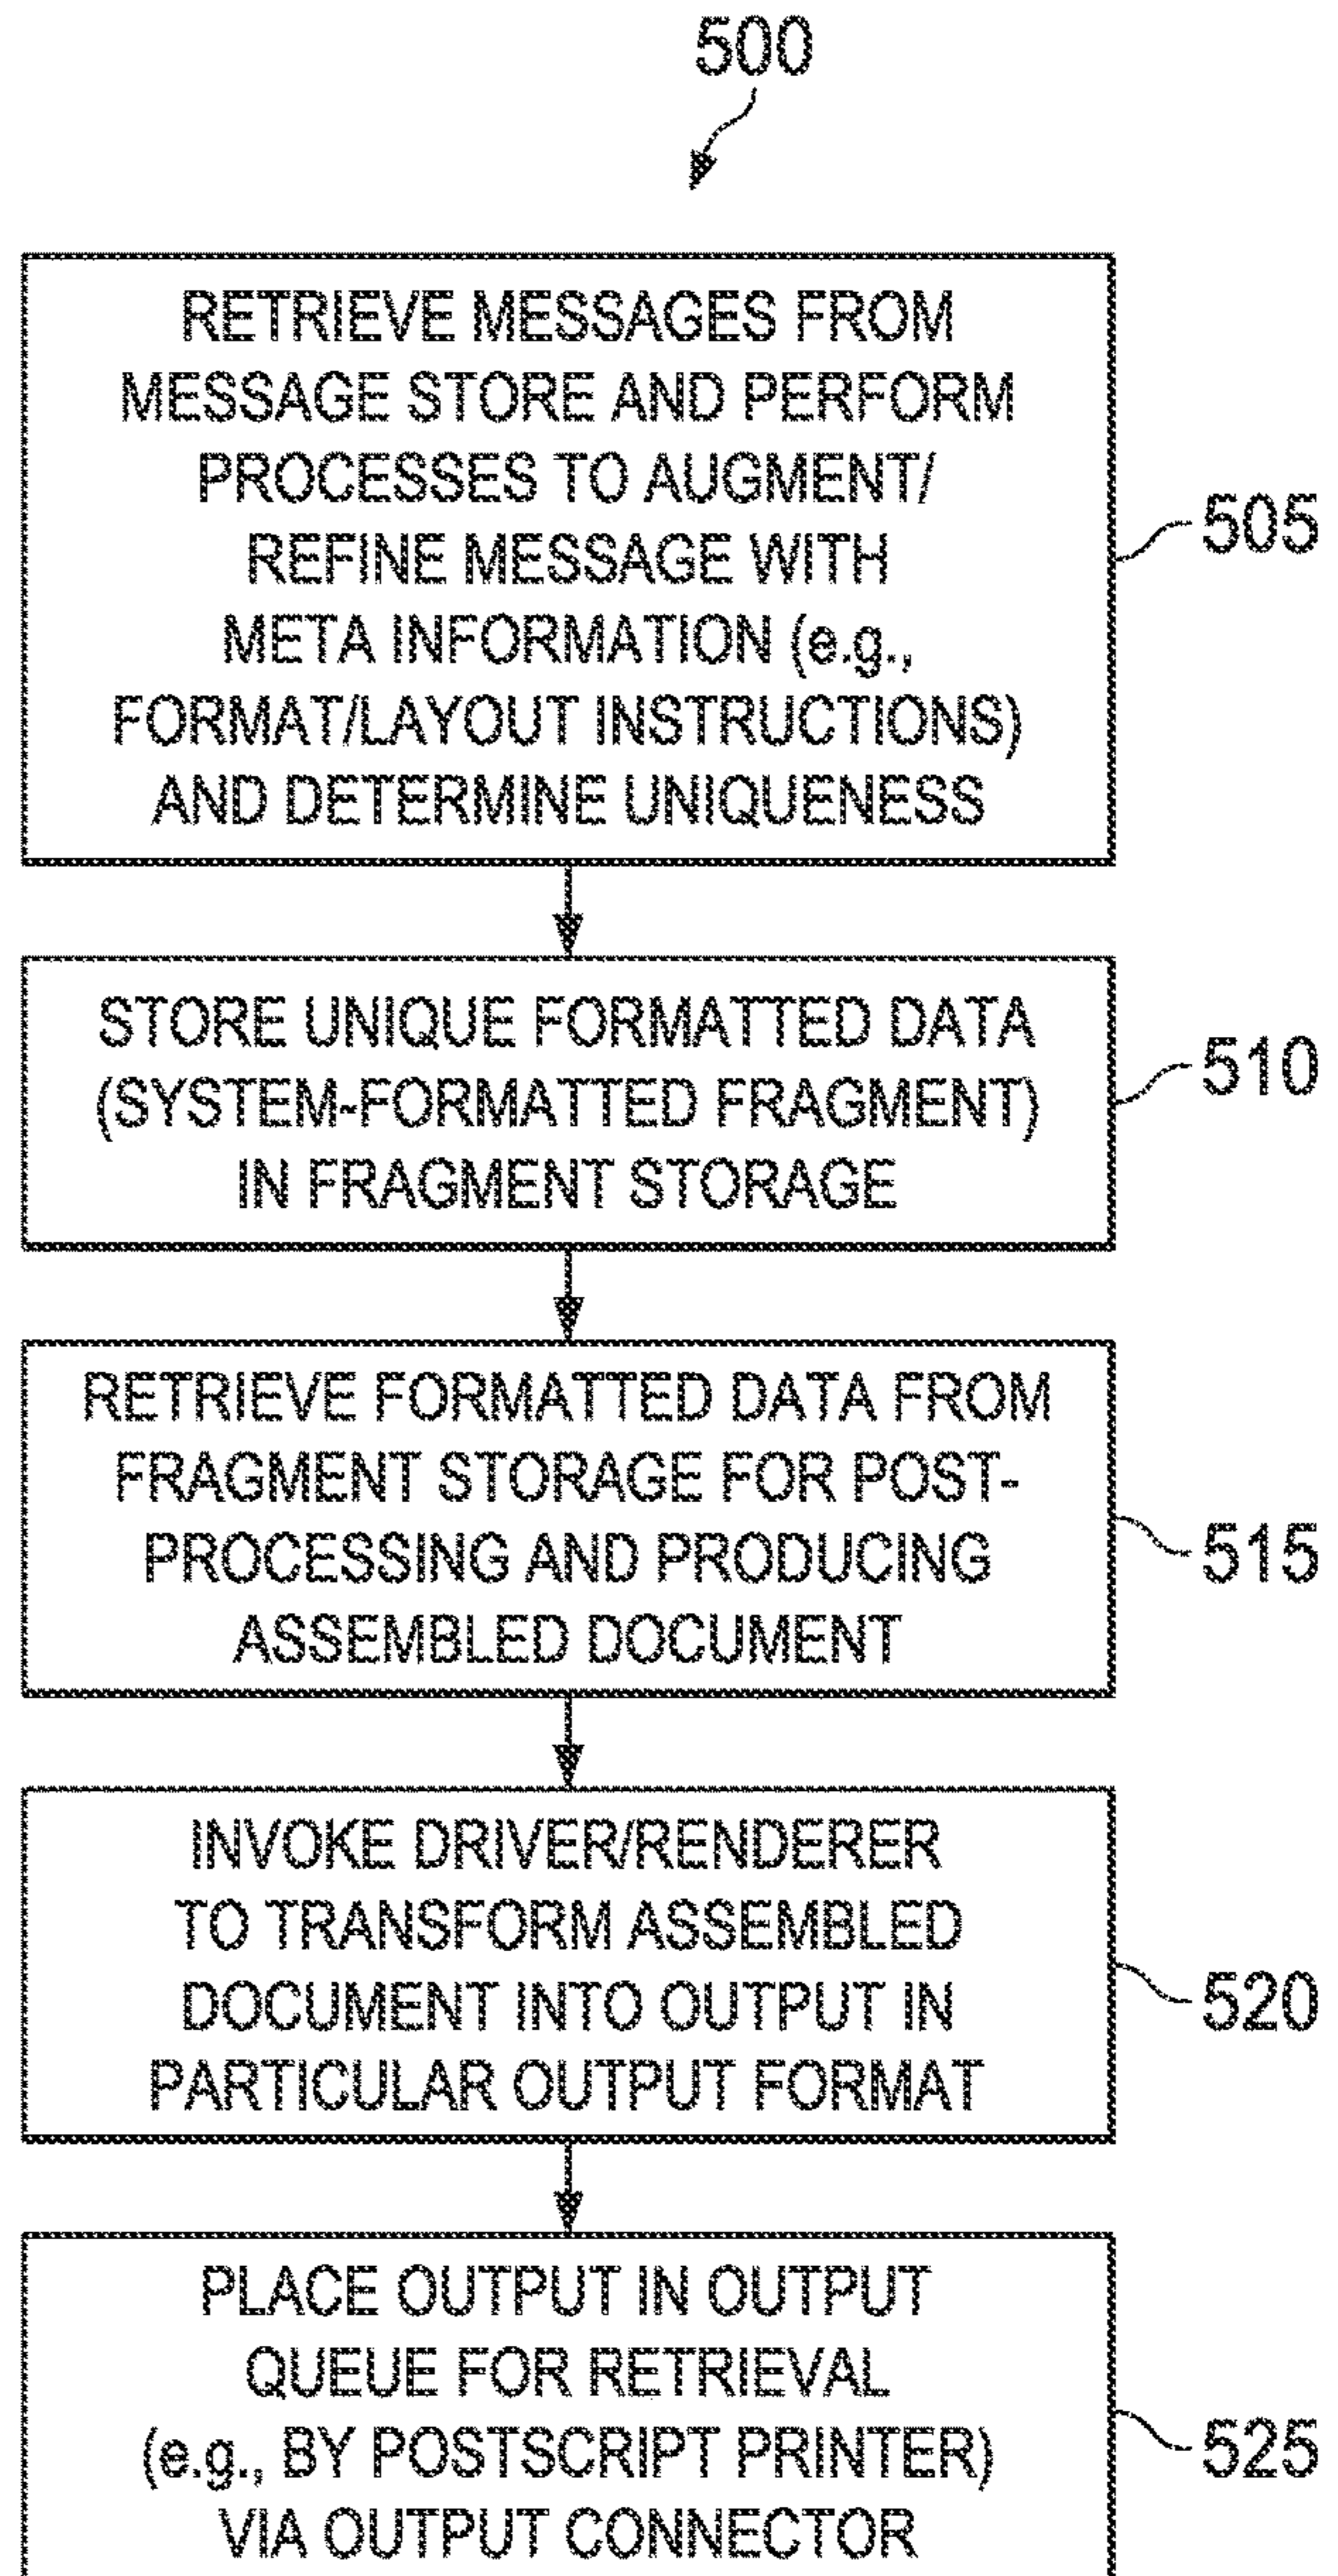 500
RETRIEVE MESSAGES FROM
MESSAGE STORE AND PERFORM
PROCESSES TO AUGMENT/
REFINE MESSAGE WITH
META INFORMATION (e.g.,
FORMAT/LAYOUT INSTRUCTIONS)
AND DETERMINE UNIQUENESS
505
STORE UNIQUE FORMATTED DATA
(SYSTEM-FORMATTED FRAGMENT)
IN FRAGMENT STORAGE
510
RETRIEVE FORMATTED DATA FROM
FRAGMENT STORAGE FOR POST-
PROCESSING AND PRODUCING
ASSEMBLED DOCUMENT
515
INVOKE DRIVER/RENDERER
TO TRANSFORM ASSEMBLED
DOCUMENT INTO OUTPUT IN
PARTICULAR OUTPUT FORMAT
520
PLACE OUTPUT IN OUTPUT
QUEUE FOR RETRIEVAL
(e.g., BY POSTSCRIPT PRINTER)
VIA OUTPUT CONNECTOR
525